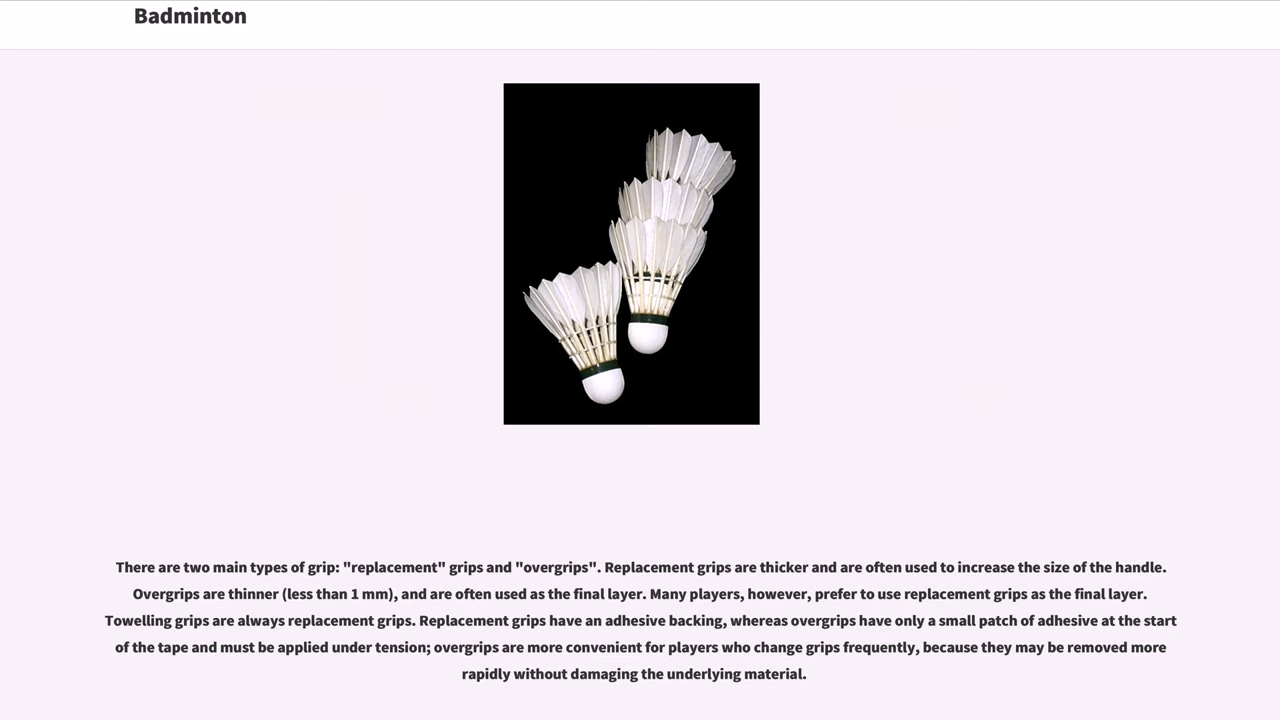 Badminton
There are two main types of grip: "replacement" grips and "overgrips". Replacement grips are thicker and are often used to increase the size of the handle.
Overgrips are thinner (less than 1 mm), and are often used as the final layer. Many players, however, prefer to use replacement grips as the final layer.
Towelling grips are always replacement grips. Replacement grips have an adhesive backing, whereas overgrips have only a small patch of adhesive at the start
of the tape and must be applied under tension; overgrips are more convenient for players who change grips frequently, because they may be removed more
rapidly without damaging the underlying material.